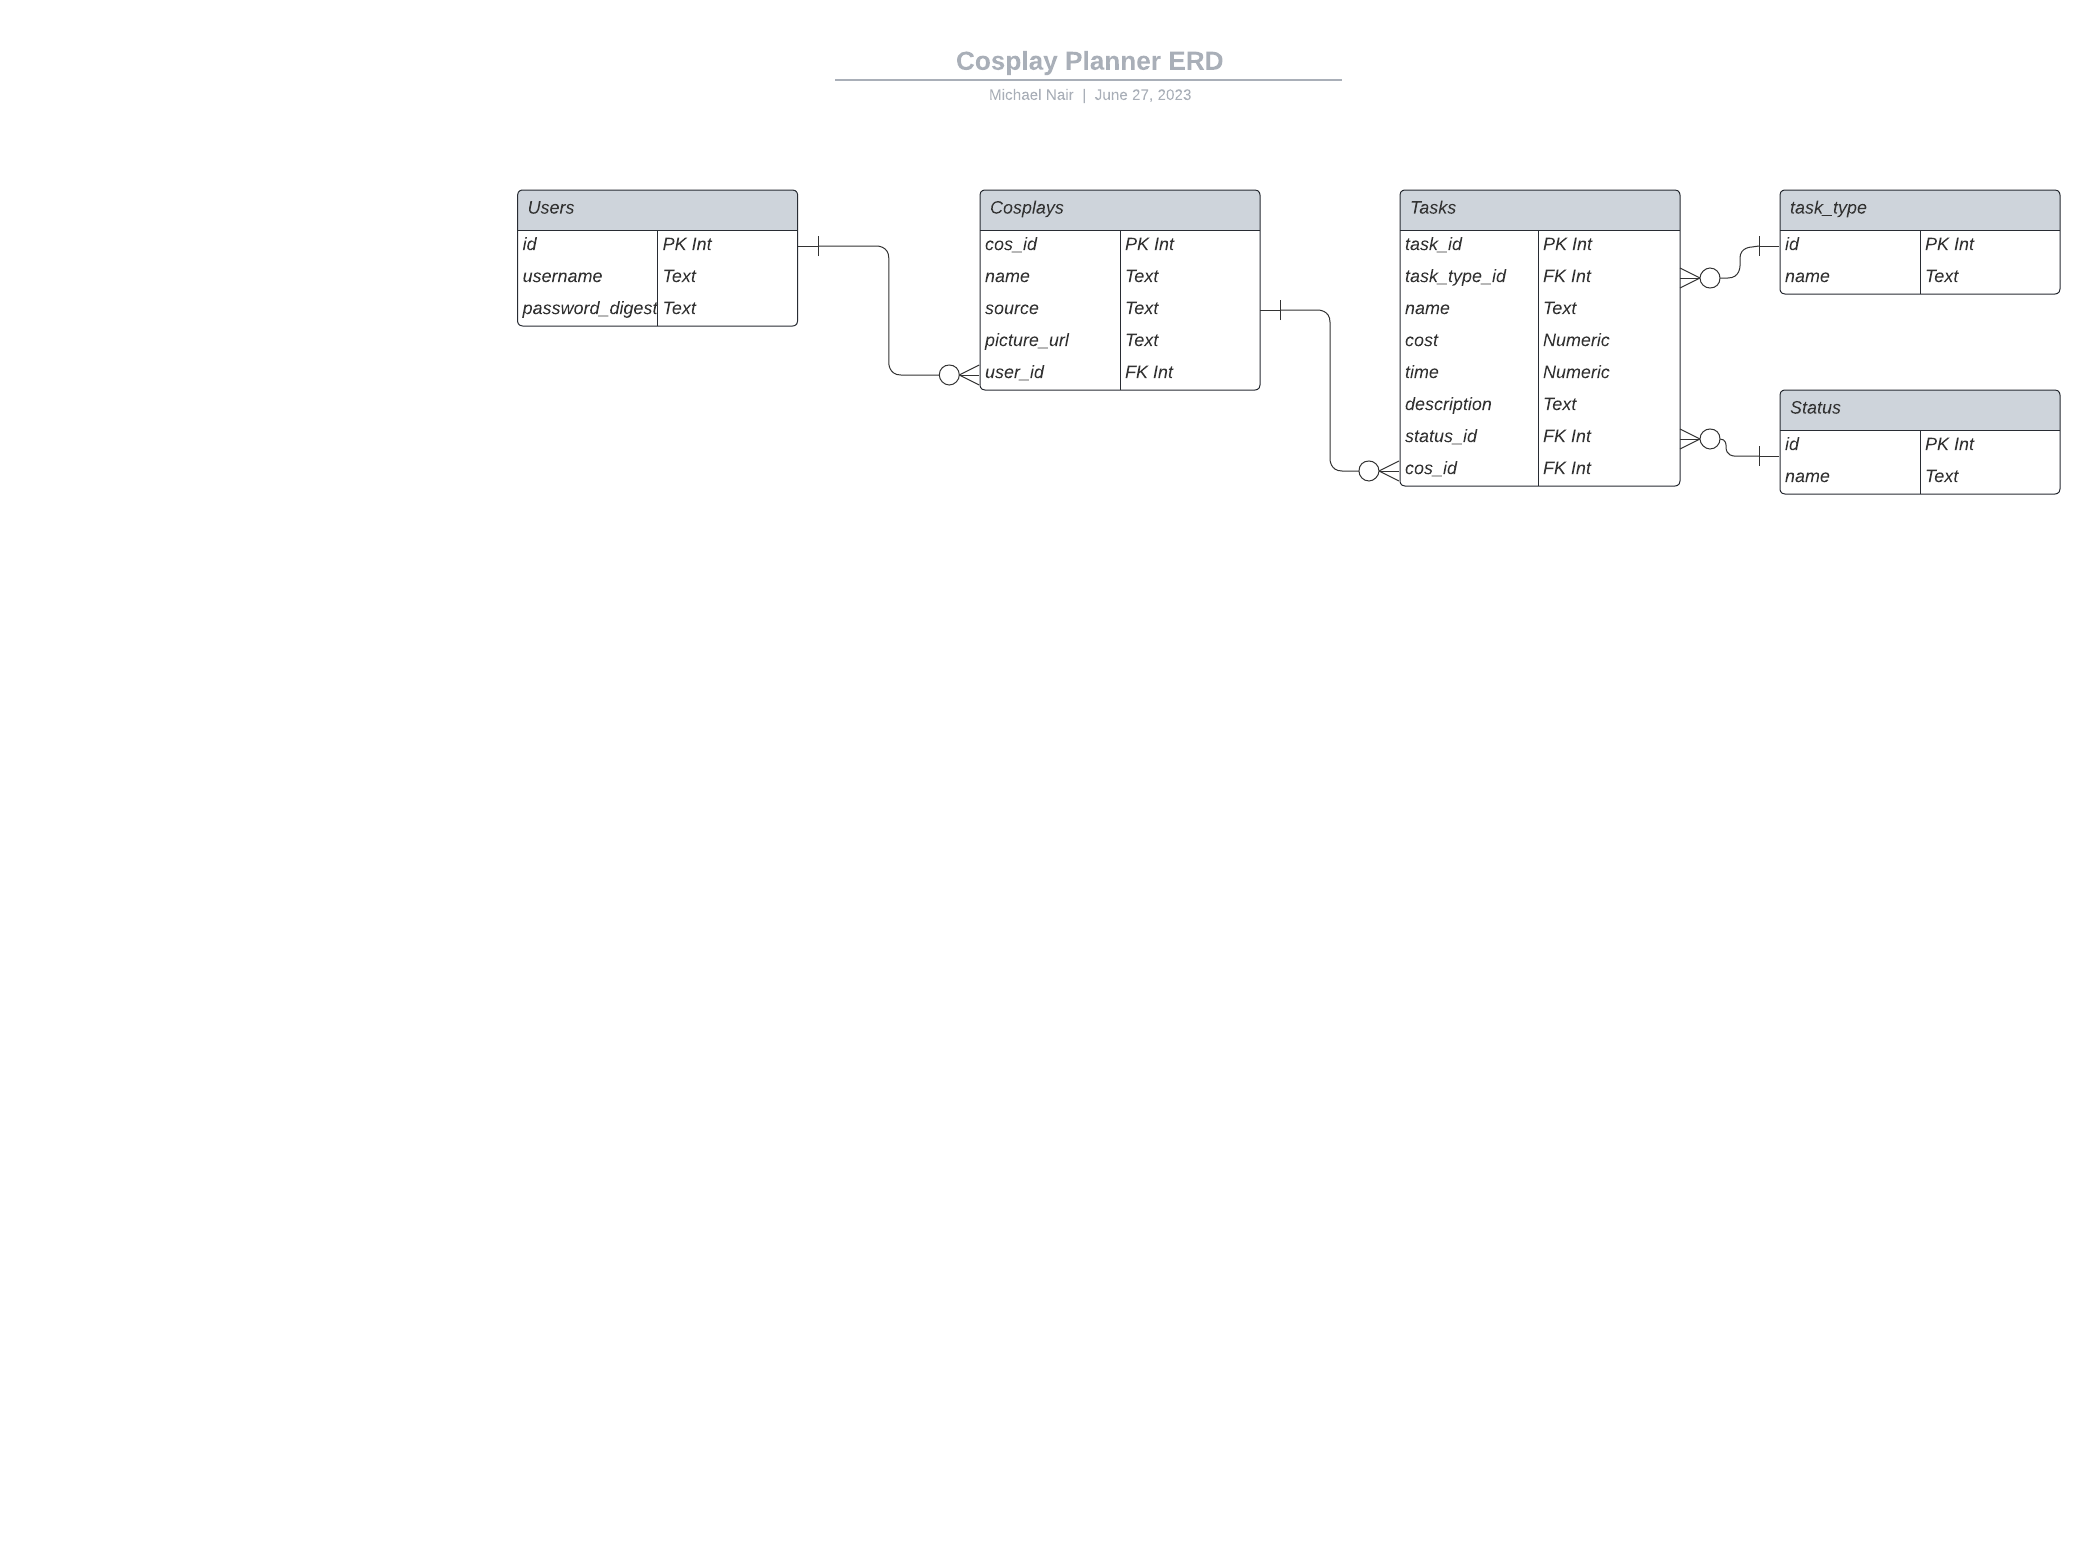 Cosplay Planner ERD
Michael Nair | June 27, 2023
Users
id PK Int
username Text
password_digest Text
Cosplays
cos_id PK Int
name Text
source Text
picture_url Text
user_id FK Int
Tasks
task_id PK Int
task_type_id FK Int
name Text
cost Numeric
time Numeric
description Text
status_id FK Int
cos_id FK Int
task_type
id PK Int
name Text
Status
id PK Int
name Text